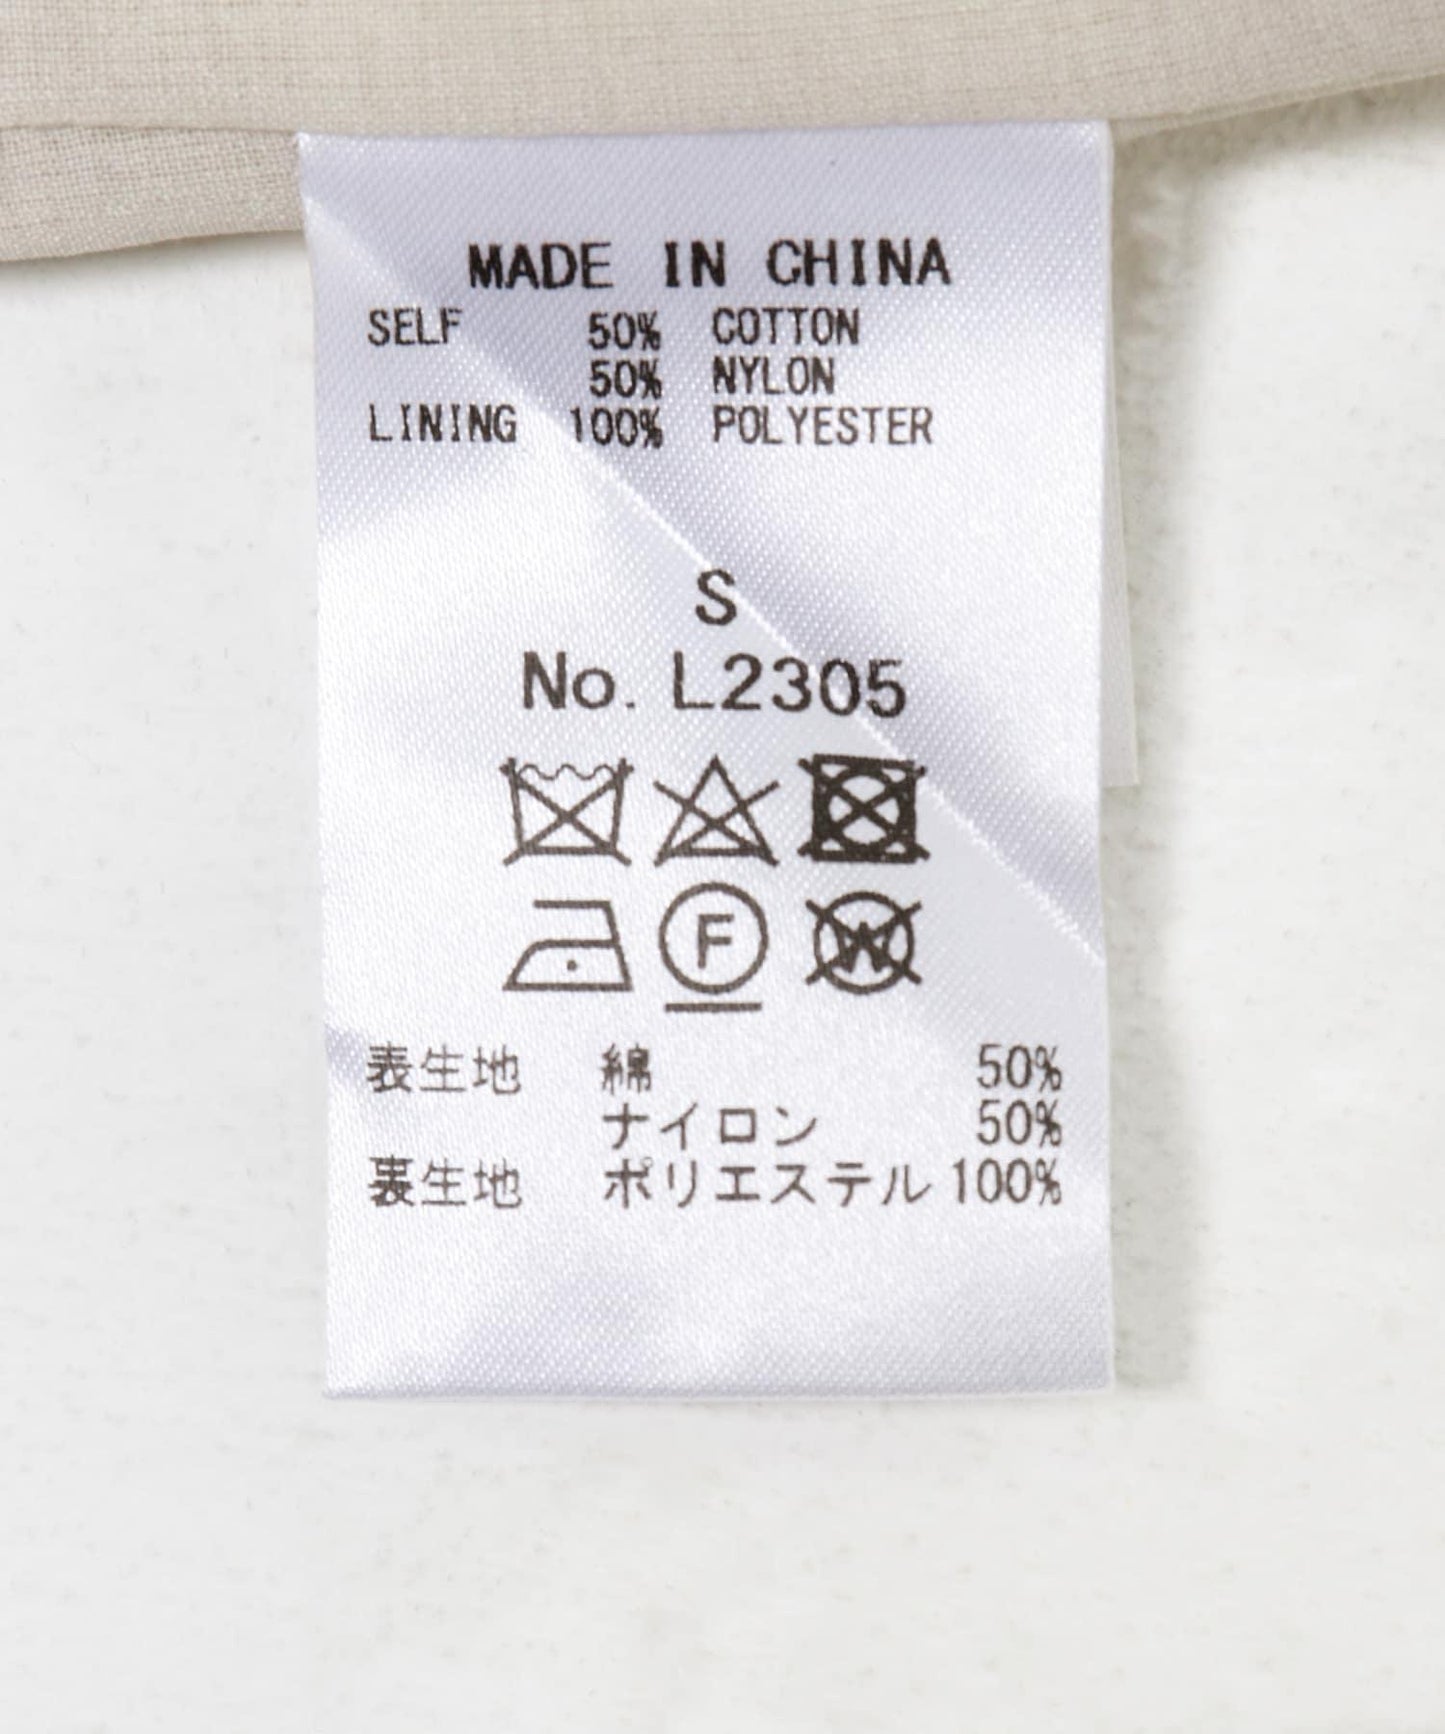 MADE IN CHINA
SELF 50% COTTON
50% NYLON
LINING 100% POLYESTER
S
No. L2305
F
W
表生地 綿 50%
ナイロン 50%
裏生地 ポリエステル 100%